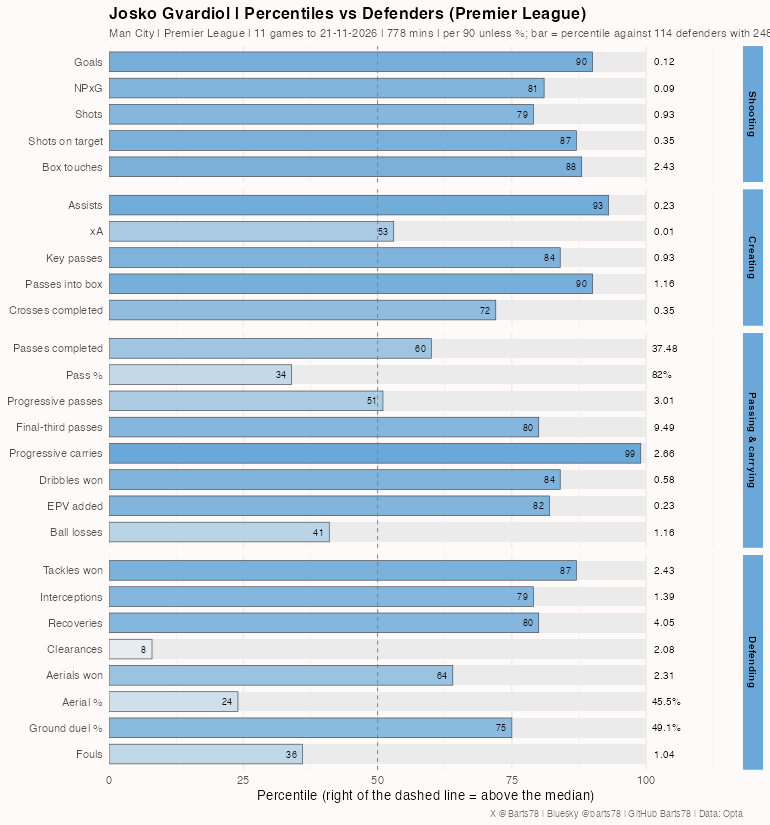 Josko Gvardiol | Percentiles vs Defenders (Premier League)
Man City | Premier League | 11 games to 21-11-2026 | 778 mins | per 90 unless %; bar = percentile against 114 defenders with 248
Goals 90 0.12
NPxG 81 0.09
Shots 79 0.93
Shots on target 87 0.35
Box touches 88 2.43
Shooting
Assists 93 0.23
xA 53 0.01
Key passes 84 0.93
Passes into box 90 1.16
Crosses completed 72 0.35
Creating
Passes completed 60 37.48
Pass % 34 82%
Progressive passes 51 3.01
Final-third passes 80 9.49
Progressive carries 99 2.66
Dribbles won 84 0.58
EPV added 82 0.23
Ball losses 41 1.16
Passing & carrying
Tackles won 87 2.43
Interceptions 79 1.39
Recoveries 80 4.05
Clearances 8 2.08
Aerials won 64 2.31
Aerial % 24 45.5%
Ground duel % 75 49.1%
Fouls 36 1.04
Defending
0 25 50 75 100
Percentile (right of the dashed line = above the median)
X @Barts78 | Bluesky @barts78 | GitHub Barts78 | Data: Opta